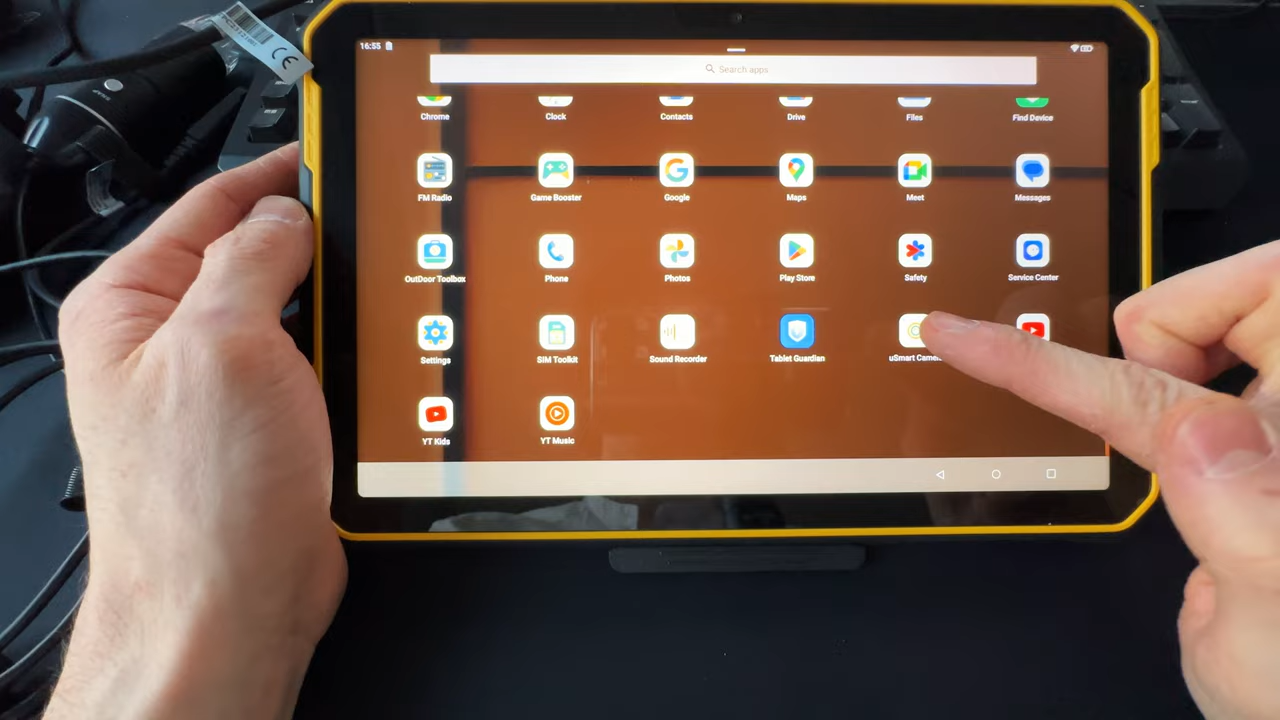 16:55
Search apps
Chrome Clock Contacts Drive Files Find Device
FM Radio Game Booster Google Maps Meet Messages
OutDoor Toolbox Phone Photos Play Store Safety Service Center
Settings SIM Toolkit Sound Recorder Tablet Guardian uSmart
YT Kids YT Music
CE